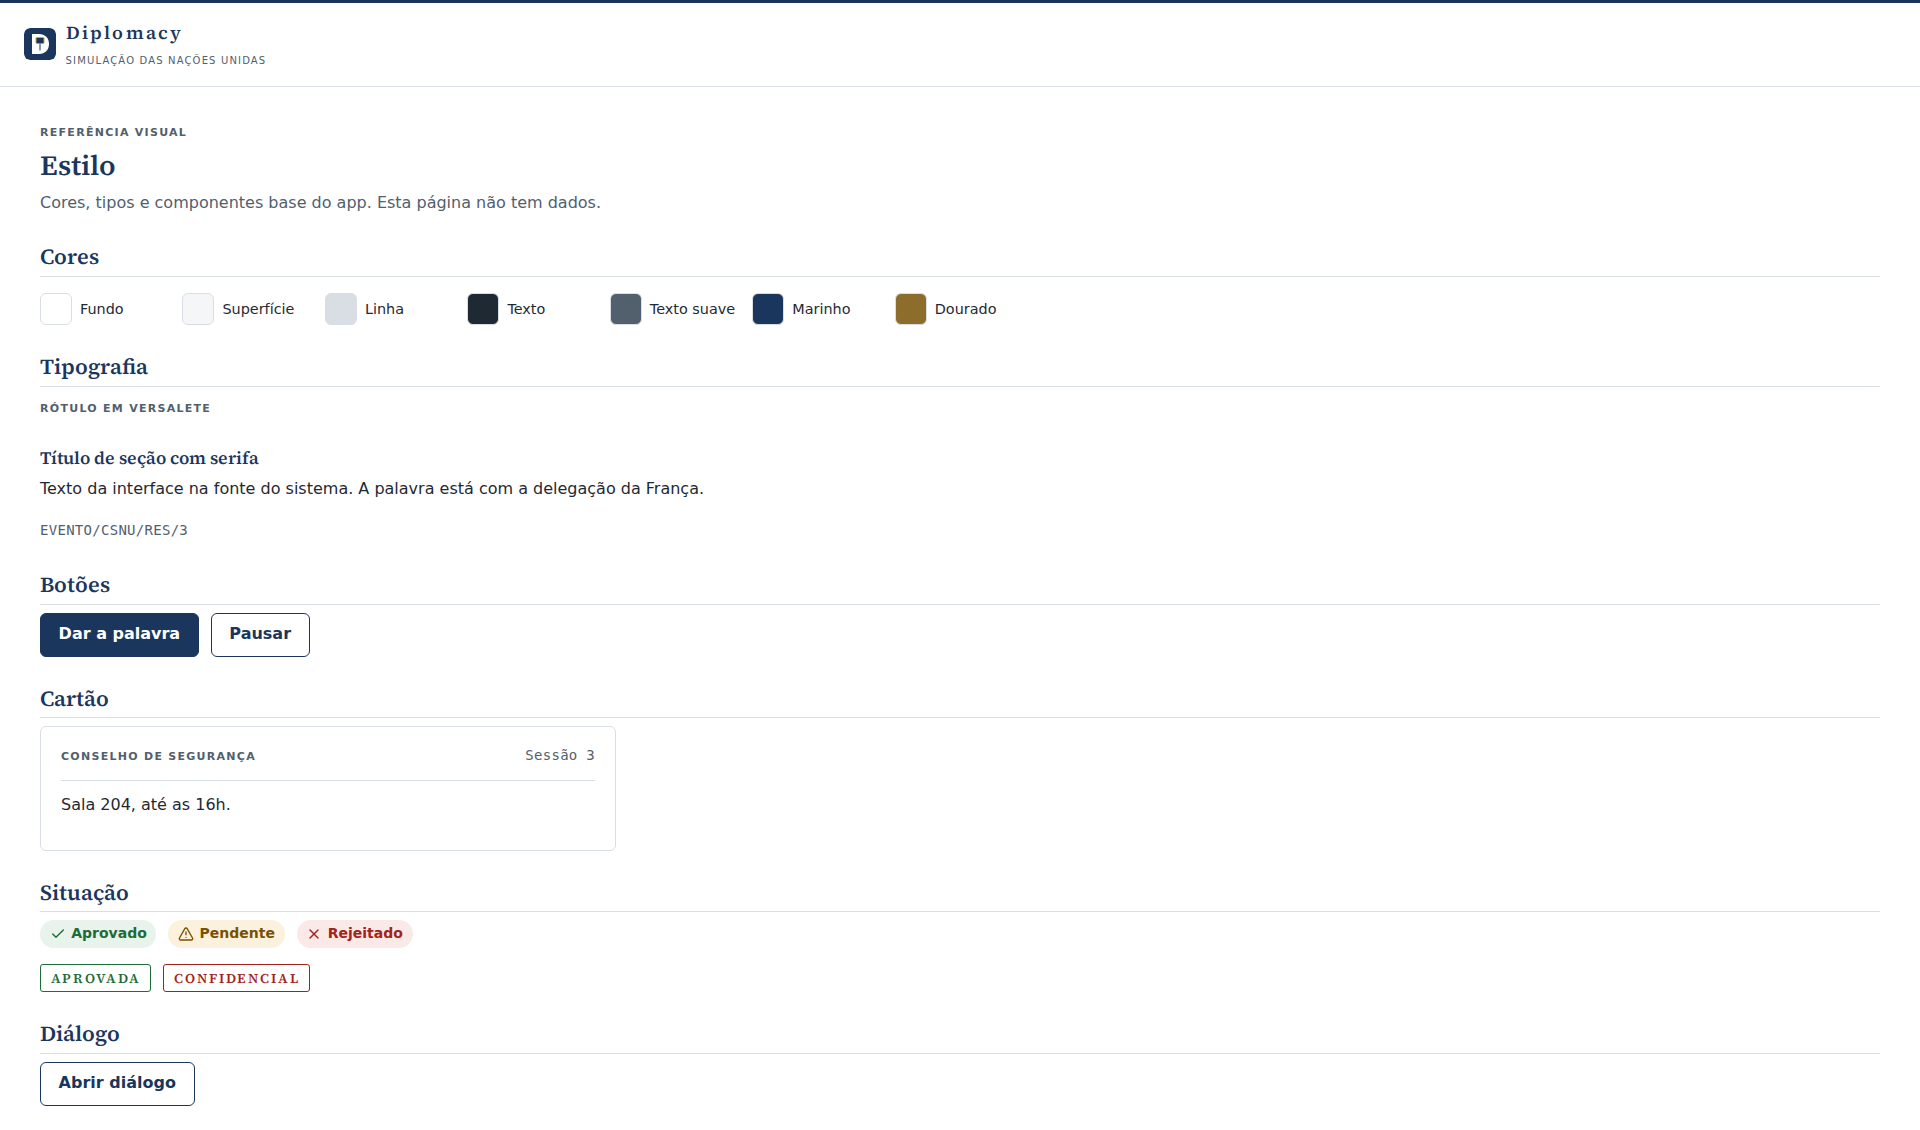 Diplomacy
SIMULAÇÃO DAS NAÇÕES UNIDAS
REFERÊNCIA VISUAL
Estilo
Cores, tipos e componentes base do app. Esta página não tem dados.
Cores
Fundo
Superfície
Linha
Texto
Texto suave
Marinho
Dourado
Tipografia
RÓTULO EM VERSALETE
Título de seção com serifa
Texto da interface na fonte do sistema. A palavra está com a delegação da França.
EVENTO/CSNU/RES/3
Botões
Dar a palavra
Pausar
Cartão
CONSELHO DE SEGURANÇA
Sessão 3
Sala 204, até as 16h.
Situação
Aprovado
Pendente
Rejeitado
APROVADA
CONFIDENCIAL
Diálogo
Abrir diálogo